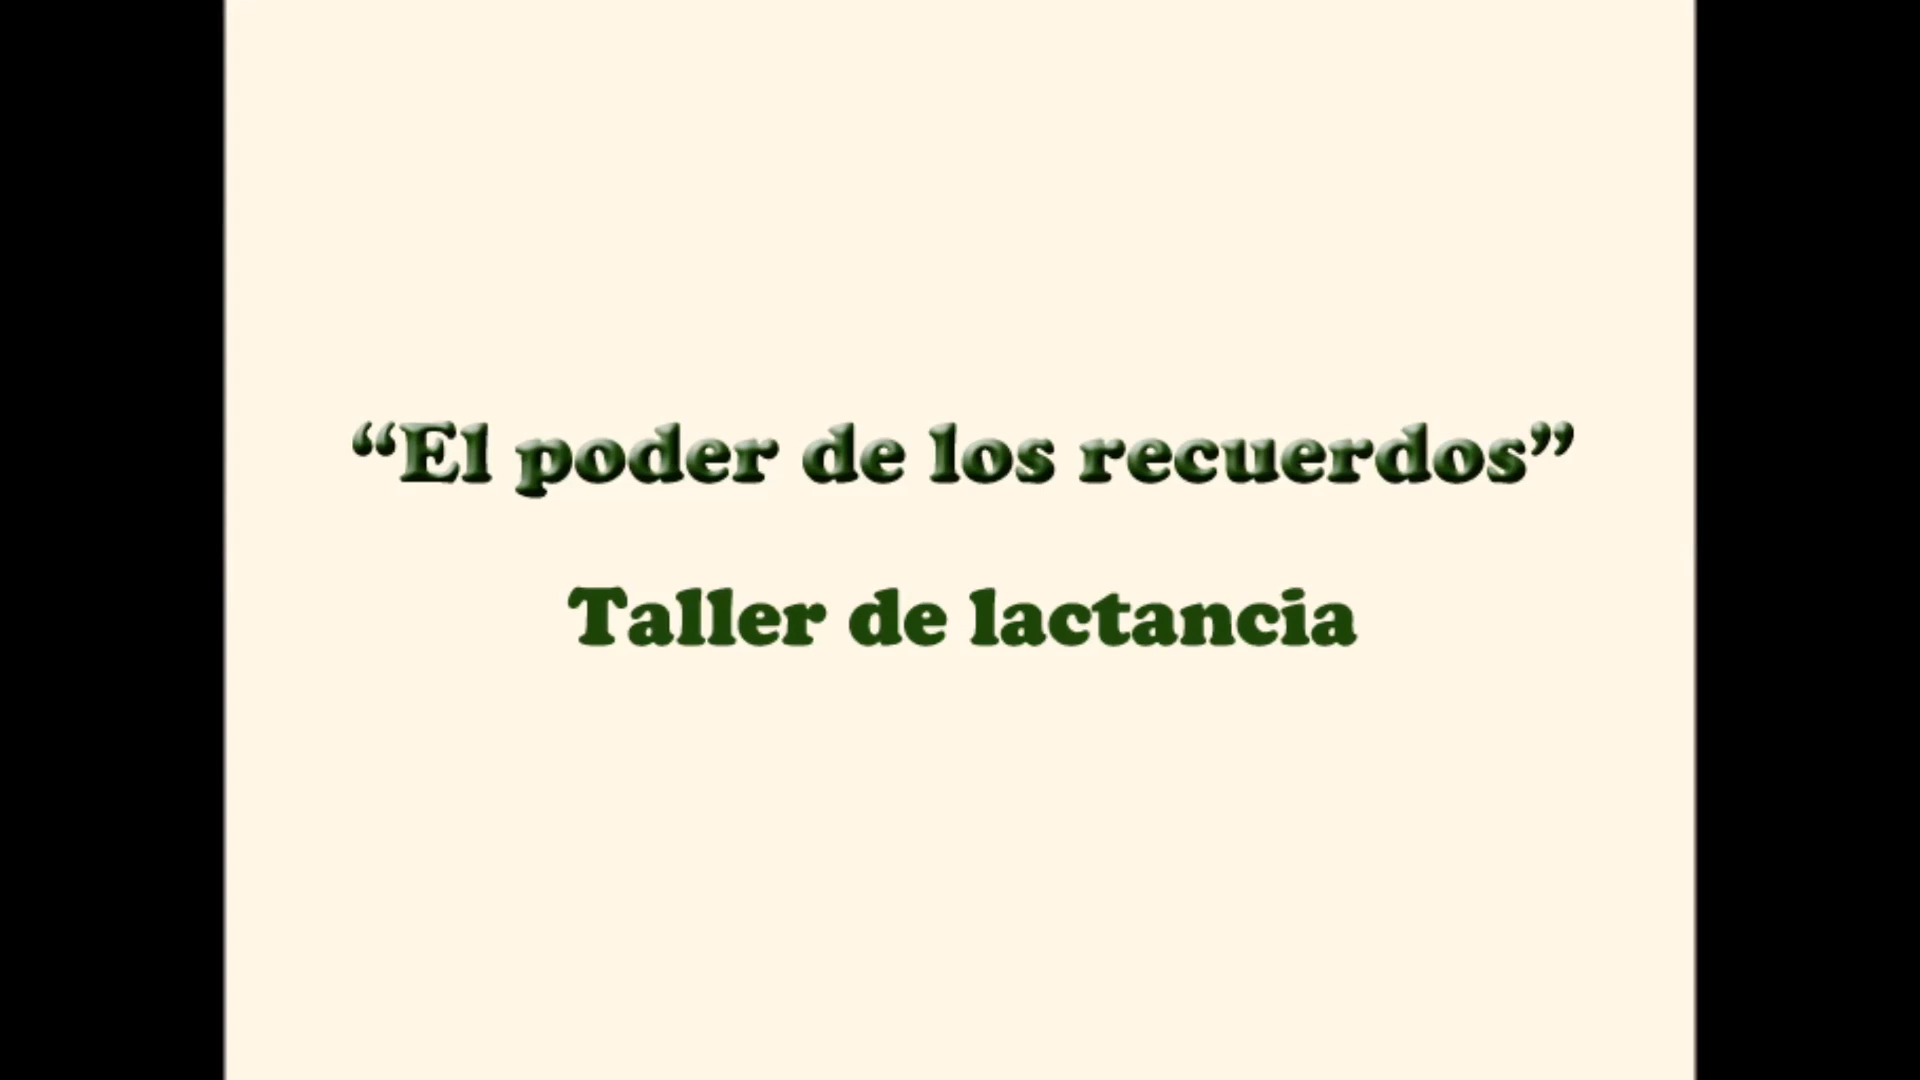 “El poder de los recuerdos”
Taller de lactancia